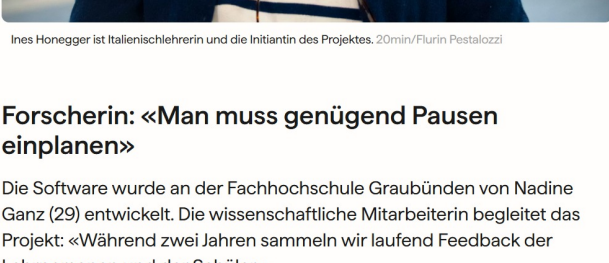 Ines Honegger ist Italienischlehrerin und die Initiantin des Projektes. 20min/Flurin Pestalozzi
Forscherin: «Man muss genügend Pausen
einplanen»
Die Software wurde an der Fachhochschule Graubünden von Nadine
Ganz (29) entwickelt. Die wissenschaftliche Mitarbeiterin begleitet das
Projekt: «Während zwei Jahren sammeln wir laufend Feedback der